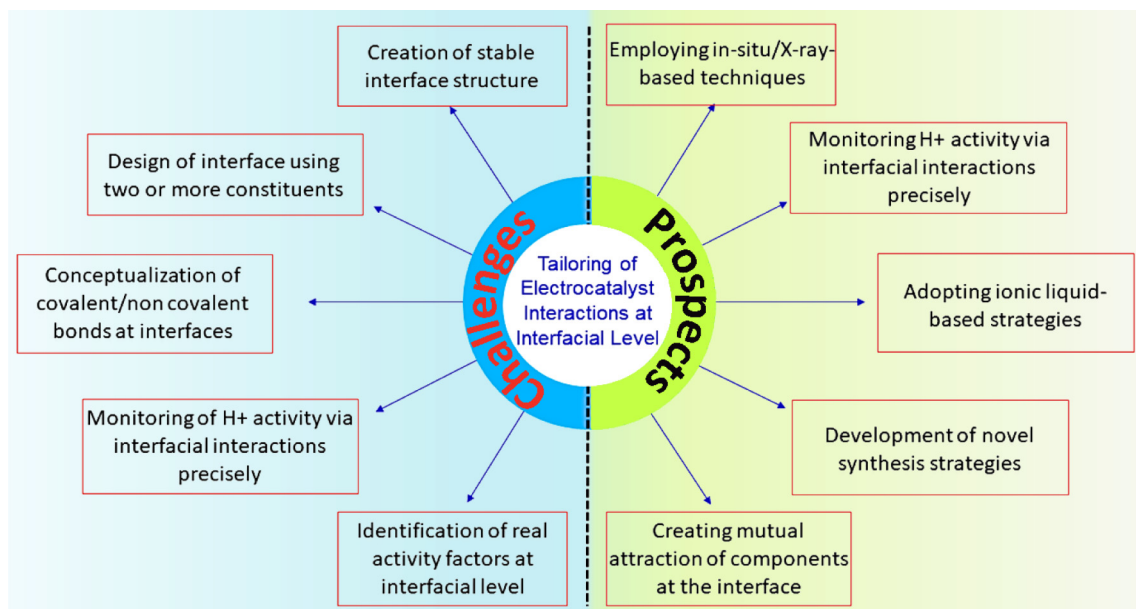 Creation of stable
interface structure
Design of interface using
two or more constituents
Conceptualization of
covalent/non covalent
bonds at interfaces
Monitoring of H+ activity via
interfacial interactions
precisely
Identification of real
activity factors at
interfacial level
Challenges
Tailoring of
Electrocatalyst
Interactions at
Interfacial Level
Prospects
Employing in-situ/X-ray-
based techniques
Monitoring H+ activity via
interfacial interactions
precisely
Adopting ionic liquid-
based strategies
Development of novel
synthesis strategies
Creating mutual
attraction of components
at the interface